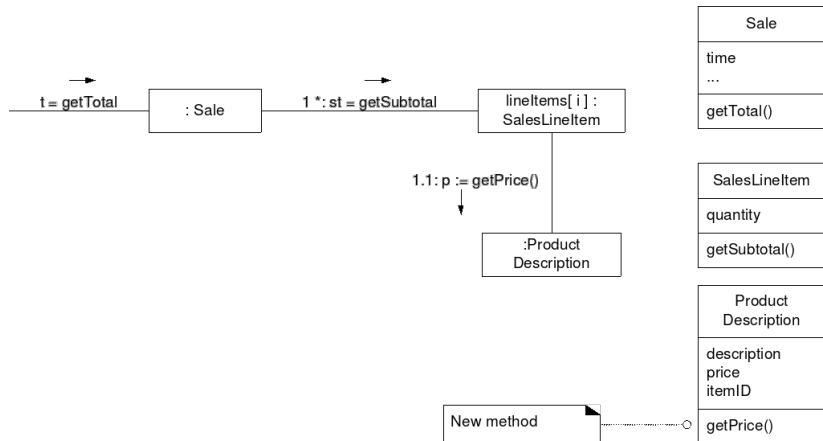 Sale
time
...
getTotal()
t = getTotal
: Sale
1 *: st = getSubtotal
lineItems[ i ] :
SalesLineItem
1.1: p := getPrice()
:Product
Description
SalesLineItem
quantity
getSubtotal()
Product
Description
description
price
itemID
getPrice()
New method